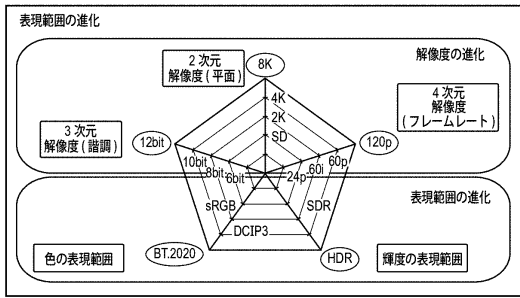 表現範囲の進化
解像度の進化
2次元
解像度(平面)
8K
4次元
解像度
(フレームレート)
3次元
解像度(諧調)
12bit
120p
4K
2K
SD
10bit
8bit
6bit
24p
60i
60p
表現範囲の進化
sRGB
SDR
DCIP3
色の表現範囲
BT.2020
HDR
輝度の表現範囲